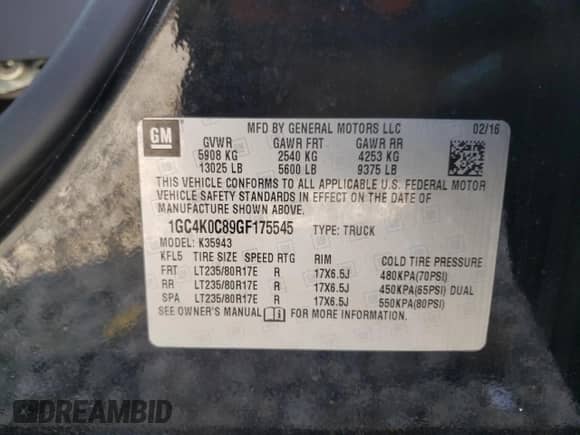 GM
MFD BY GENERAL MOTORS LLC 02/16
GVWR GAWR FRT GAWR RR
5908 KG 2540 KG 4253 KG
13025 LB 5600 LB 9375 LB
THIS VEHICLE CONFORMS TO ALL APPLICABLE U.S. FEDERAL MOTOR
VEHICLE SAFETY STANDARDS IN EFFECT ON THE DATE OF
MANUFACTURE SHOWN ABOVE.
1GC4K0C89GF175545 TYPE: TRUCK
MODEL: K35943
KFL5 TIRE SIZE SPEED RTG RIM COLD TIRE PRESSURE
FRT LT235/80R17E R 17X6.5J 480KPA(70PSI)
RR LT235/80R17E R 17X6.5J 450KPA(65PSI) DUAL
SPA LT235/80R17E R 17X6.5J 550KPA(80PSI)
SEE OWNER'S MANUAL FOR MORE INFORMATION.
DREAMBID